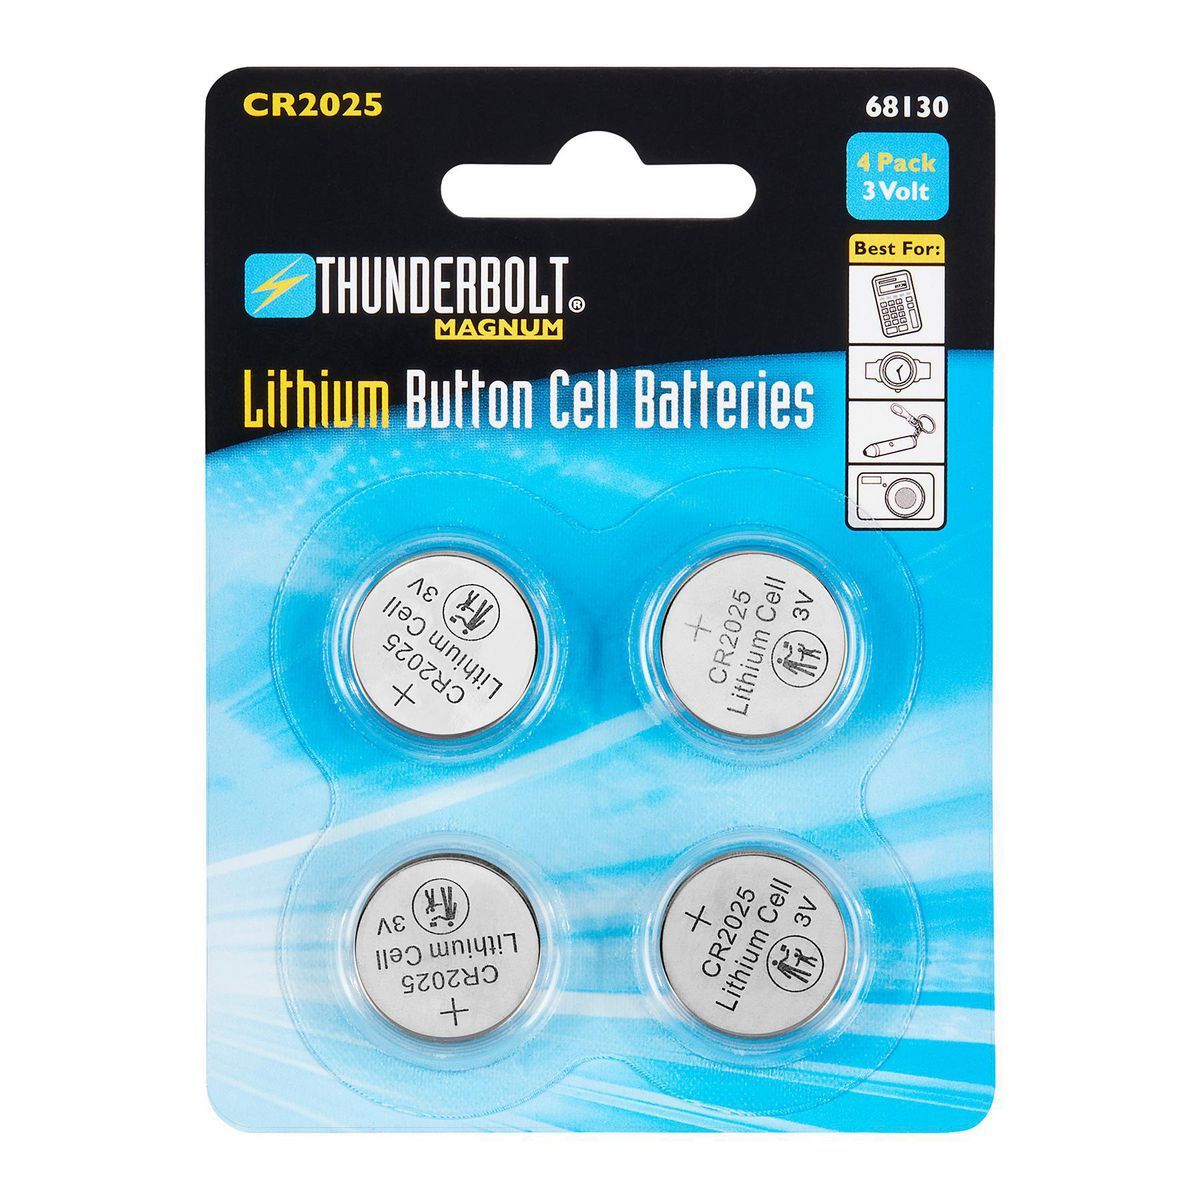 CR2025
68130
4 Pack
3 Volt
Best For:
THUNDERBOLT®
MAGNUM
Lithium Button Cell Batteries
+
CR2025
Lithium Cell
3V
+
CR2025
Lithium Cell
3V
+
CR2025
Lithium Cell
3V
+
CR2025
Lithium Cell
3V